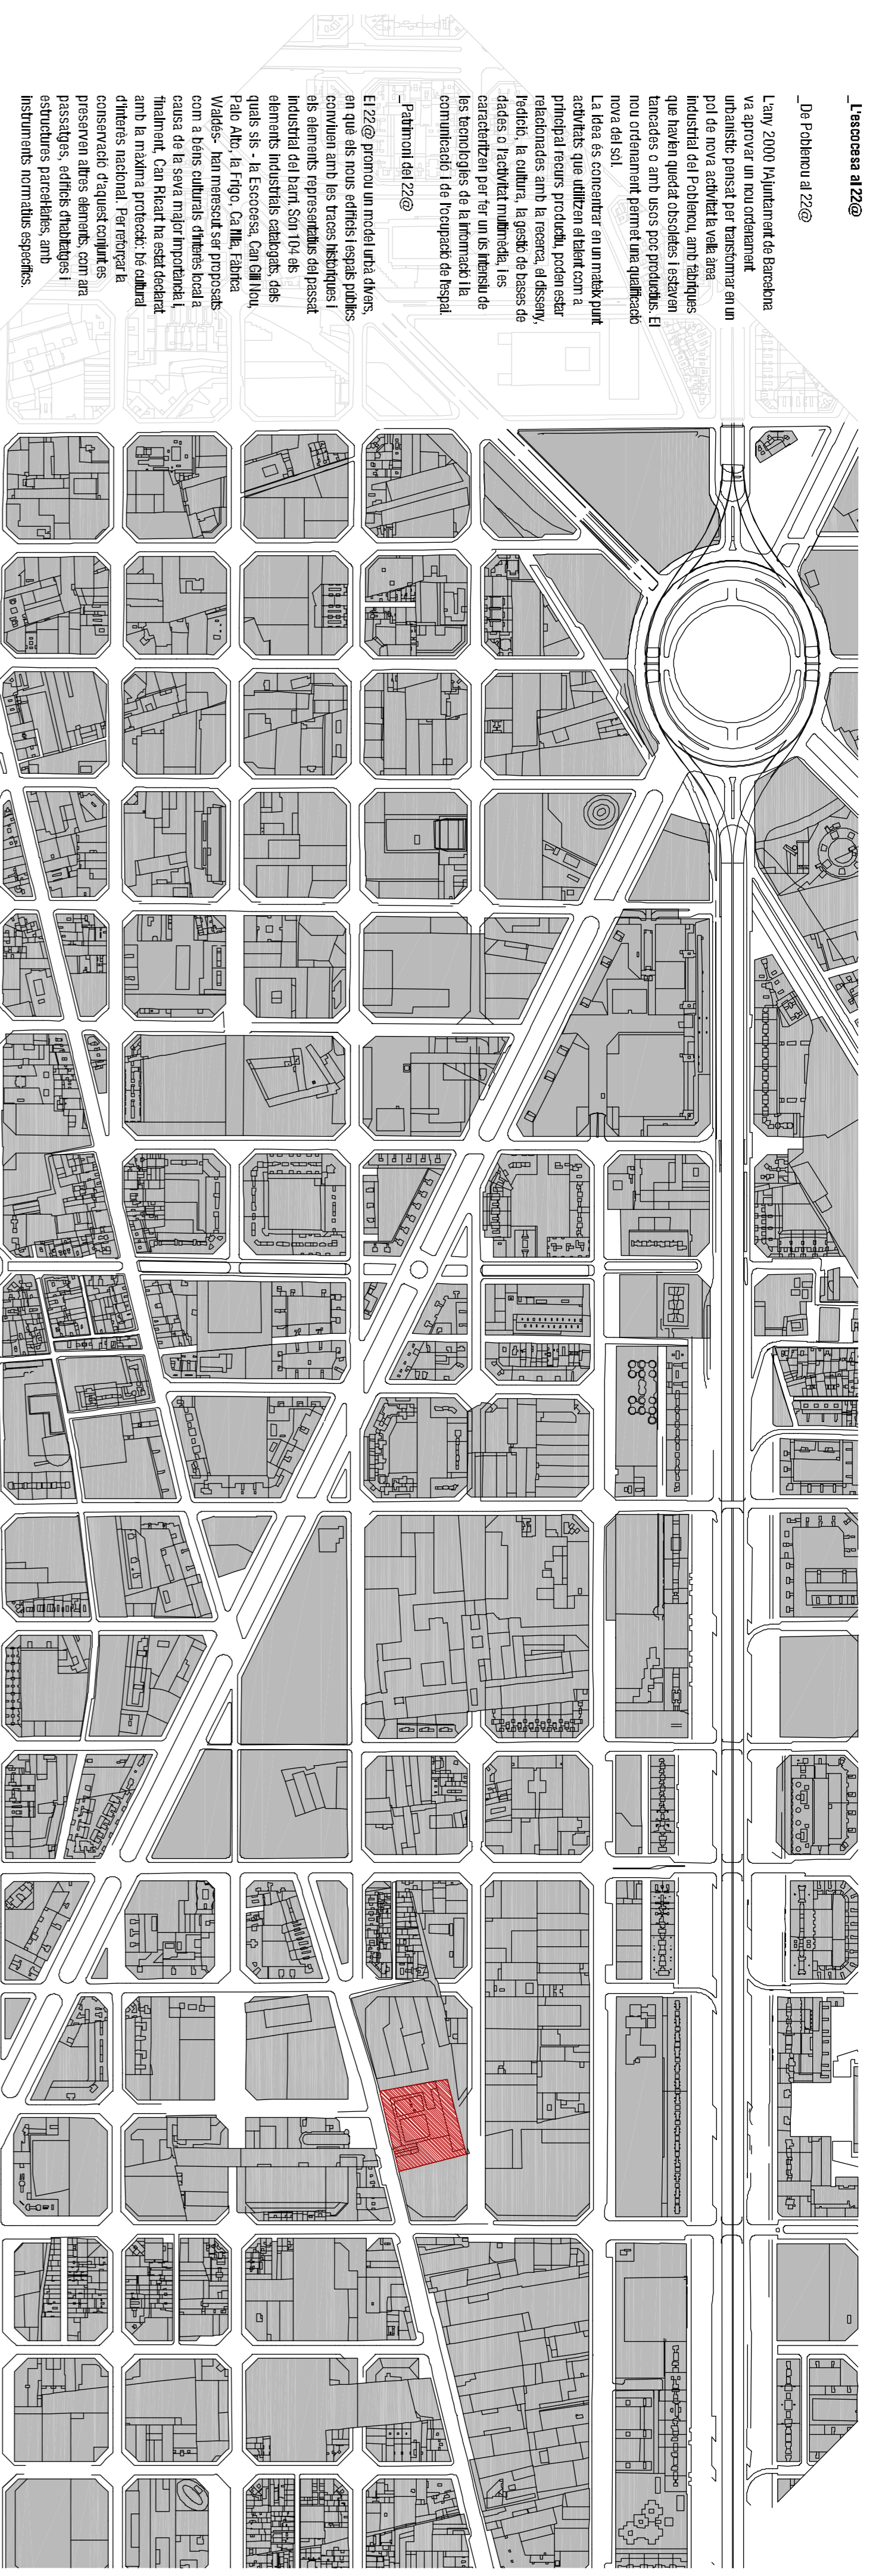 _L'escocesa al 22@
_De Poblenou al 22@
L'any 2000 l'Ajuntament de Barcelona
va aprovar un nou ordenament
urbanístic pensat per transformar en un
pol de nova activitat la vella àrea
industrial del Poblenou, amb fàbriques
que havien quedat obsoletes i estaven
tancades o amb usos poc productius. El
nou ordenament permet una qualificació
nova del sòl.
La idea és concentrar en un mateix punt
activitats que utilitzen el talent com a
principal recurs productiu, poden estar
relacionades amb la recerca, el disseny,
l'edició, la cultura, la gestió de bases de
dades o l'activitat multimèdia, i es
caracteritzen per fer un ús intensiu de
les tecnologies de la informació i la
comunicació i de l'ocupació de l'espai.
_Patrimoni del 22@
El 22@ promou un model urbà divers,
en què els nous edificis i espais públics
conviuen amb les traces històriques i
els elements representatius del passat
industrial del barri. Són 104 els
elements industrials catalogats, dels
quals sis - la Escocesa, Can Gili Nou,
Palo Alto, la Frigo, Ca l'Illa, Fàbrica
Waldés- han merescut ser proposats
com a béns culturals d'interès local a
causa de la seva major importància i,
finalment, Can Ricart ha estat declarat
amb la màxima protecció: bé cultural
d'interès nacional. Per reforçar la
conservació d'aquest conjunt es
preserven altres elements, com ara
passatges, edificis d'habitatges i
estructures parcel·làries, amb
instruments normatius específics.